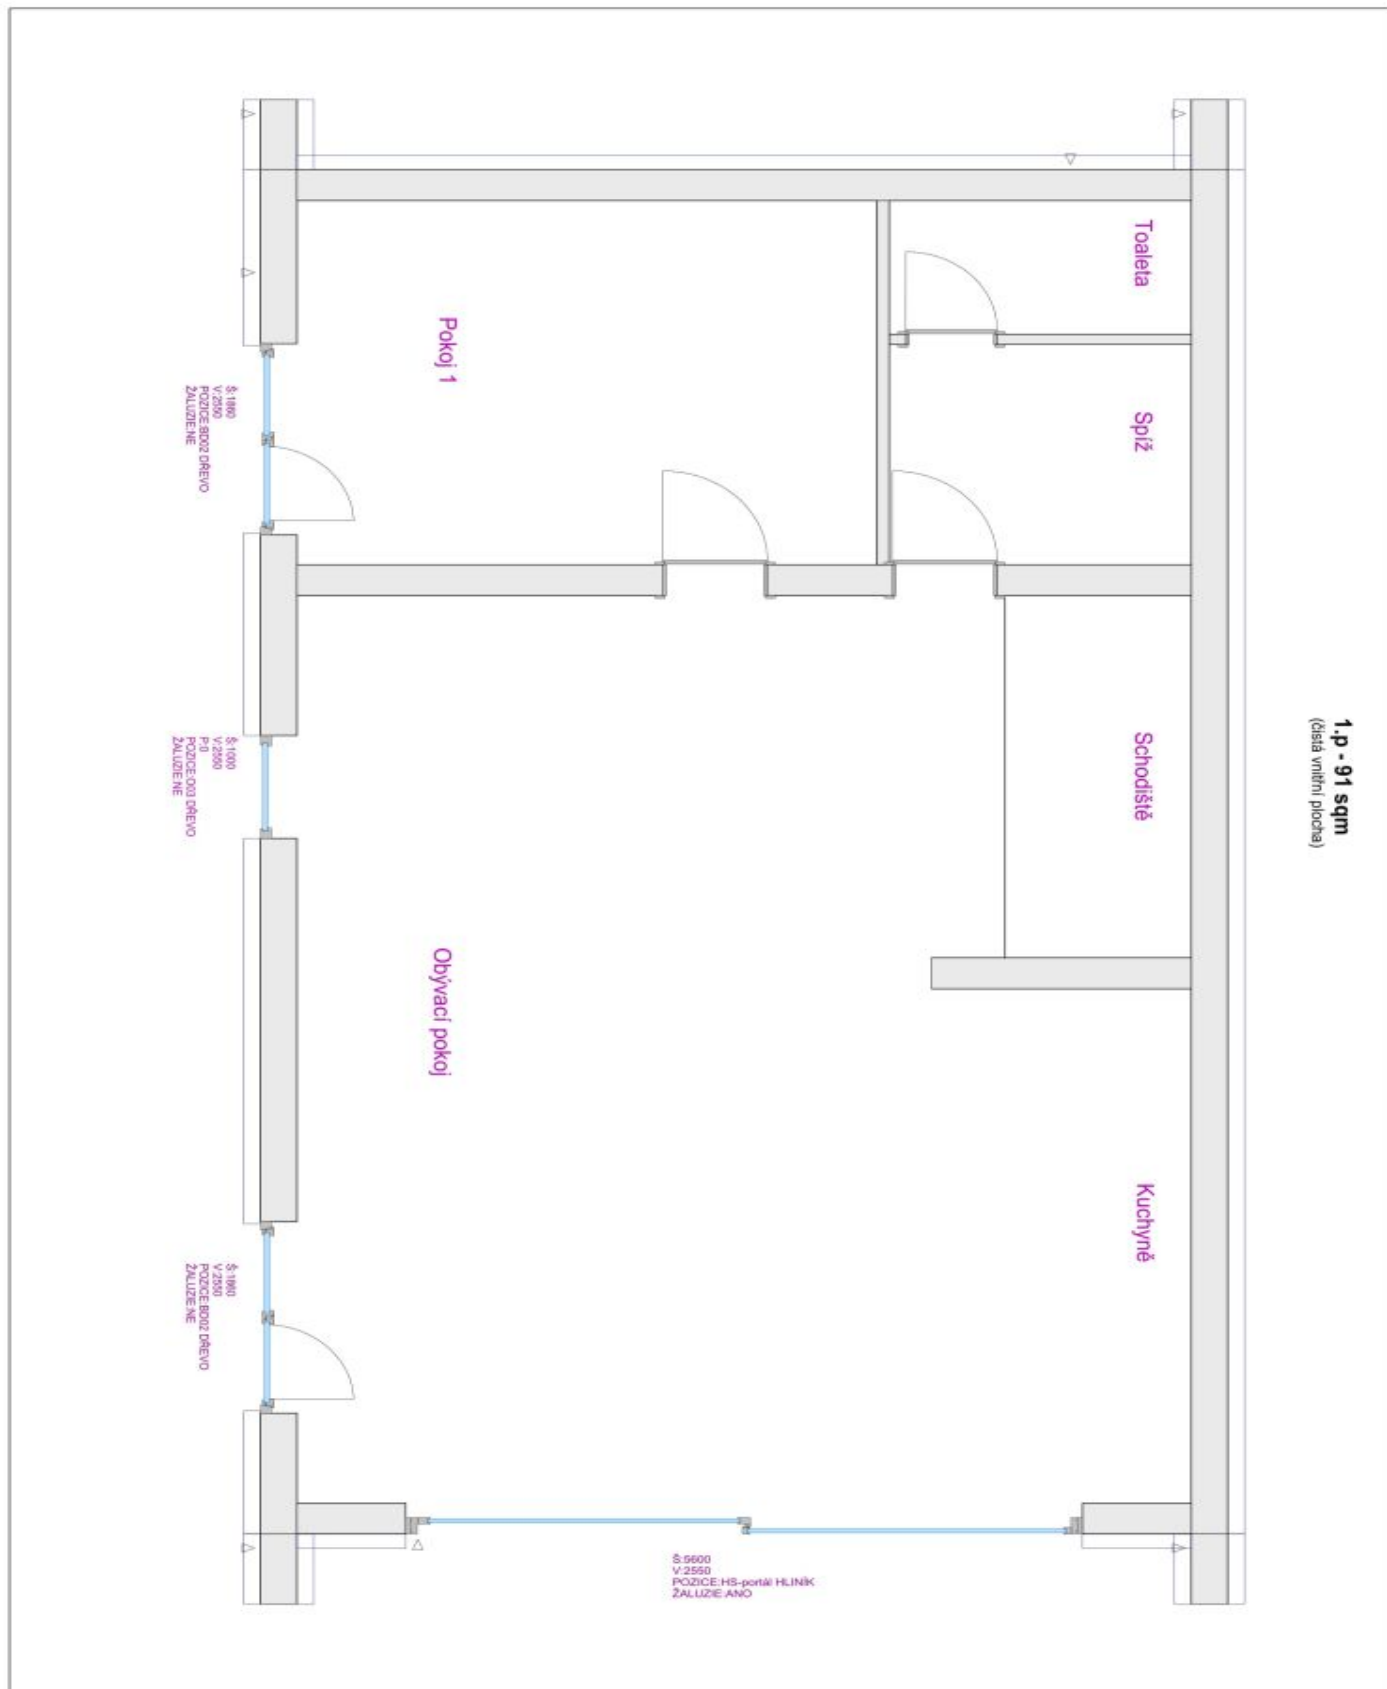 1.p - 91 sqm
(čistá vnitřní plocha)
Toaleta
Spíž
Schodiště
Kuchyně
Pokoj 1
Obývací pokoj
Š:1860
V:2550
POZICE:BD02 DŘEVO
ŽALUZIE:NE
Š:1000
V:2550
P:0
POZICE:O03 DŘEVO
ŽALUZIE:NE
Š:1860
V:2550
POZICE:BD02 DŘEVO
ŽALUZIE:NE
Š:5600
V:2550
POZICE:HS-portál HLINÍK
ŽALUZIE:ANO